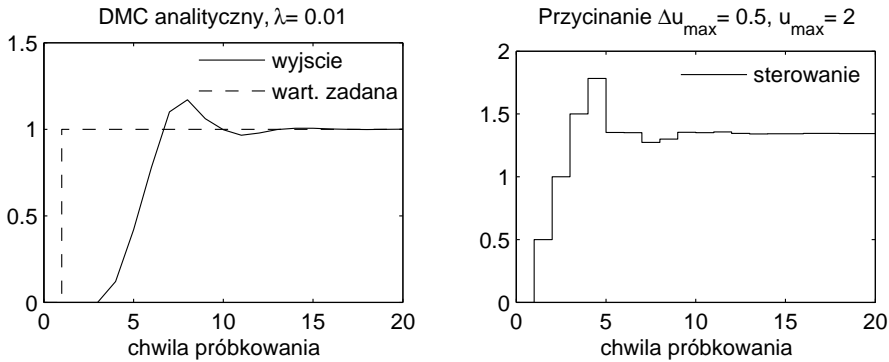 DMC analityczny, λ= 0.01
1.5
1
0.5
0
wyjscie
wart. zadana
0 5 10 15 20
chwila próbkowania
Przycinanie Δu_max= 0.5, u_max= 2
2
1.5
1
0.5
0
sterowanie
0 5 10 15 20
chwila próbkowania